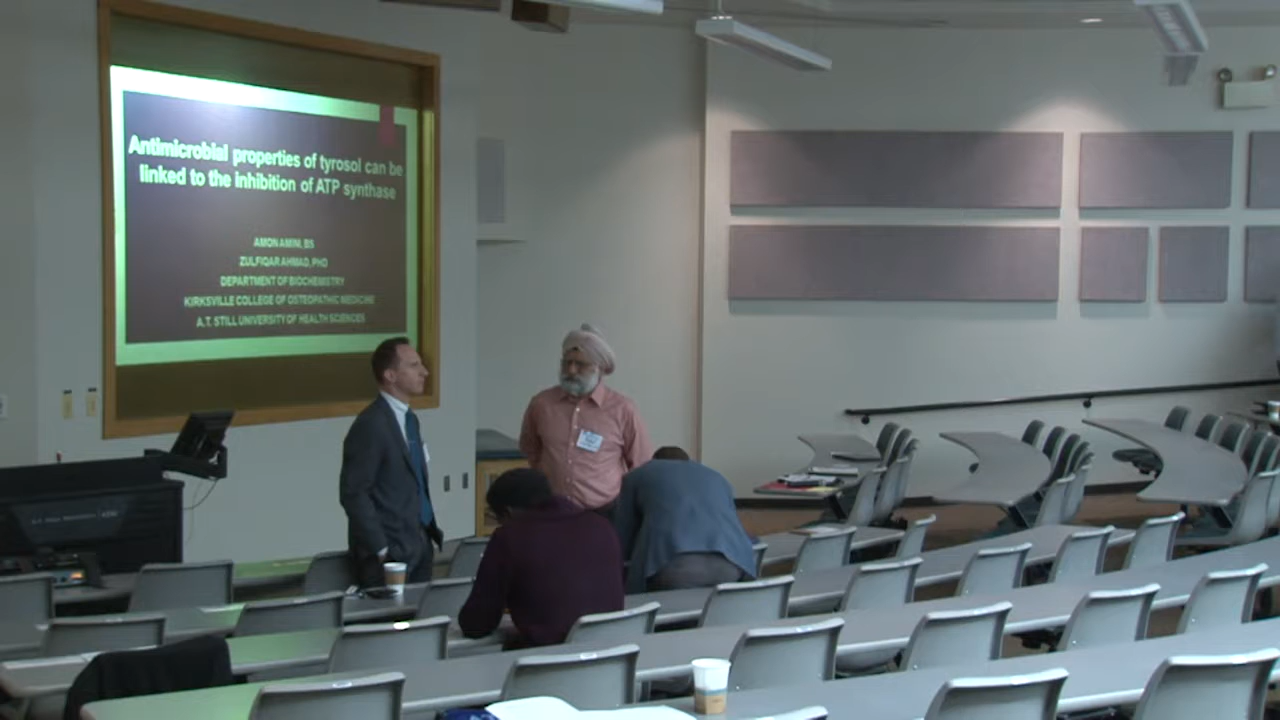 Antimicrobial properties of tyrosol can be
linked to the inhibition of ATP synthase
AMON AMINI, BS
ZULFIQAR AHMAD, PHD
DEPARTMENT OF BIOCHEMISTRY
KIRKSVILLE COLLEGE OF OSTEOPATHIC MEDICINE
A.T. STILL UNIVERSITY OF HEALTH SCIENCES